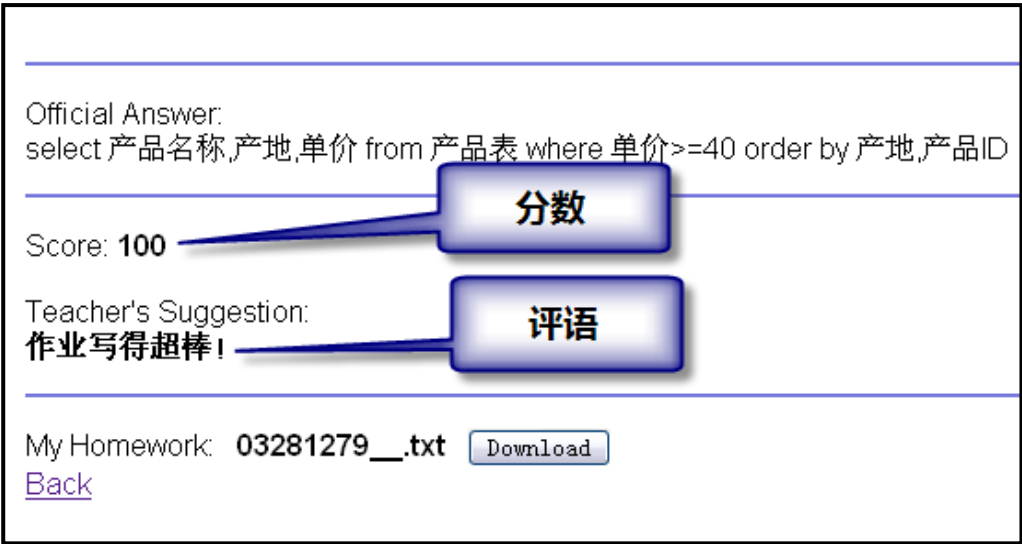 Official Answer:
select 产品名称,产地,单价 from 产品表 where 单价>=40 order by 产地,产品ID
分数
Score: 100
评语
Teacher's Suggestion:
作业写得超棒!
My Homework: 03281279__.txt Download
Back